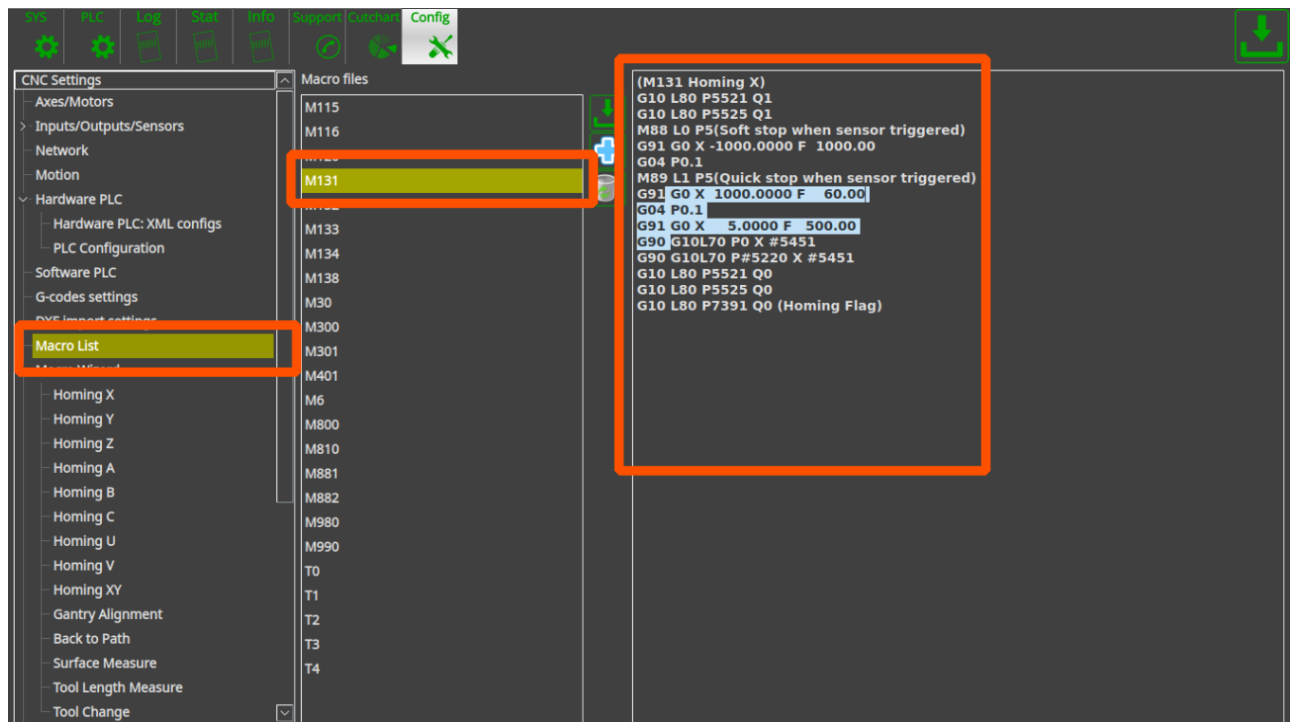 SYS PLC Log Stat Info Support Cutchart Config
CNC Settings
Axes/Motors
Inputs/Outputs/Sensors
Network
Motion
Hardware PLC
Hardware PLC: XML configs
PLC Configuration
Software PLC
G-codes settings
DXF import settings
Macro List
Macro Wizard
Homing X
Homing Y
Homing Z
Homing A
Homing B
Homing C
Homing U
Homing V
Homing XY
Gantry Alignment
Back to Path
Surface Measure
Tool Length Measure
Tool Change
Macro files
M115
M116
M131
M132
M133
M134
M138
M30
M300
M301
M401
M6
M800
M810
M881
M882
M980
M990
T0
T1
T2
T3
T4
(M131 Homing X)
G10 L80 P5521 Q1
G10 L80 P5525 Q1
M88 L0 P5(Soft stop when sensor triggered)
G91 G0 X -1000.0000 F 1000.00
G04 P0.1
M89 L1 P5(Quick stop when sensor triggered)
G91 G0 X 1000.0000 F 60.00
G04 P0.1
G91 G0 X 5.0000 F 500.00
G90 G10L70 P0 X #5451
G90 G10L70 P#5220 X #5451
G10 L80 P5521 Q0
G10 L80 P5525 Q0
G10 L80 P7391 Q0 (Homing Flag)